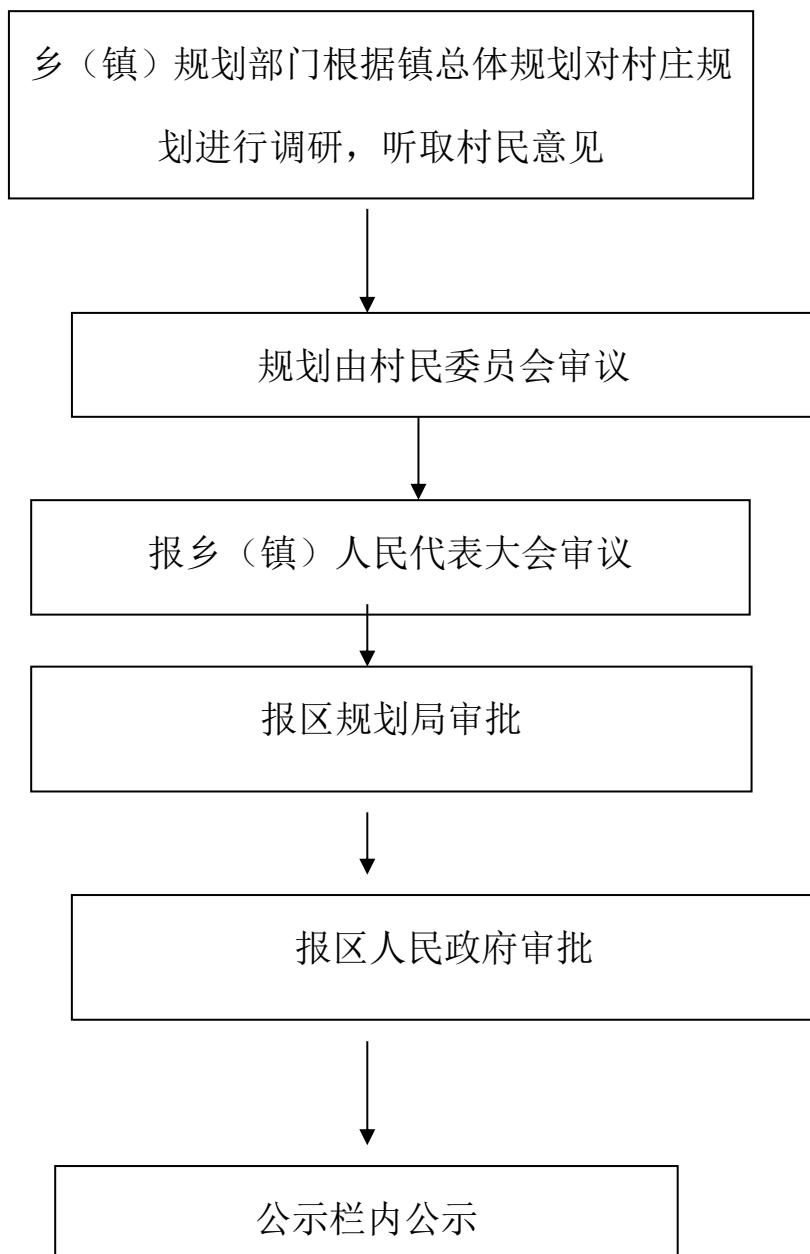 乡（镇）规划部门根据镇总体规划对村庄规
划进行调研，听取村民意见
规划由村民委员会审议
报乡（镇）人民代表大会审议
报区规划局审批
报区人民政府审批
公示栏内公示